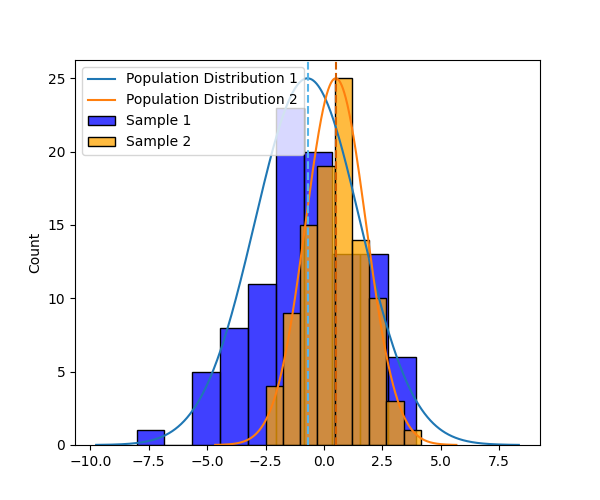 Population Distribution 1
Population Distribution 2
Sample 1
Sample 2
Count
25
20
15
10
5
0
−10.0 −7.5 −5.0 −2.5 0.0 2.5 5.0 7.5